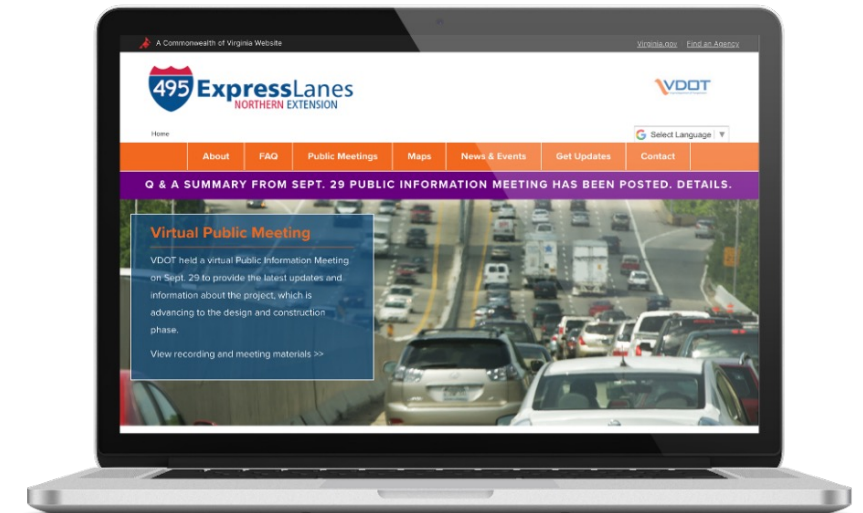 A Commonwealth of Virginia Website
Virginia.gov Find an Agency
495 ExpressLanes
NORTHERN EXTENSION
VDOT
Home
G Select Language ▼
About FAQ Public Meetings Maps News & Events Get Updates Contact
Q & A SUMMARY FROM SEPT. 29 PUBLIC INFORMATION MEETING HAS BEEN POSTED. DETAILS.
Virtual Public Meeting
VDOT held a virtual Public Information Meeting
on Sept. 29 to provide the latest updates and
information about the project, which is
advancing to the design and construction
phase.
View recording and meeting materials >>